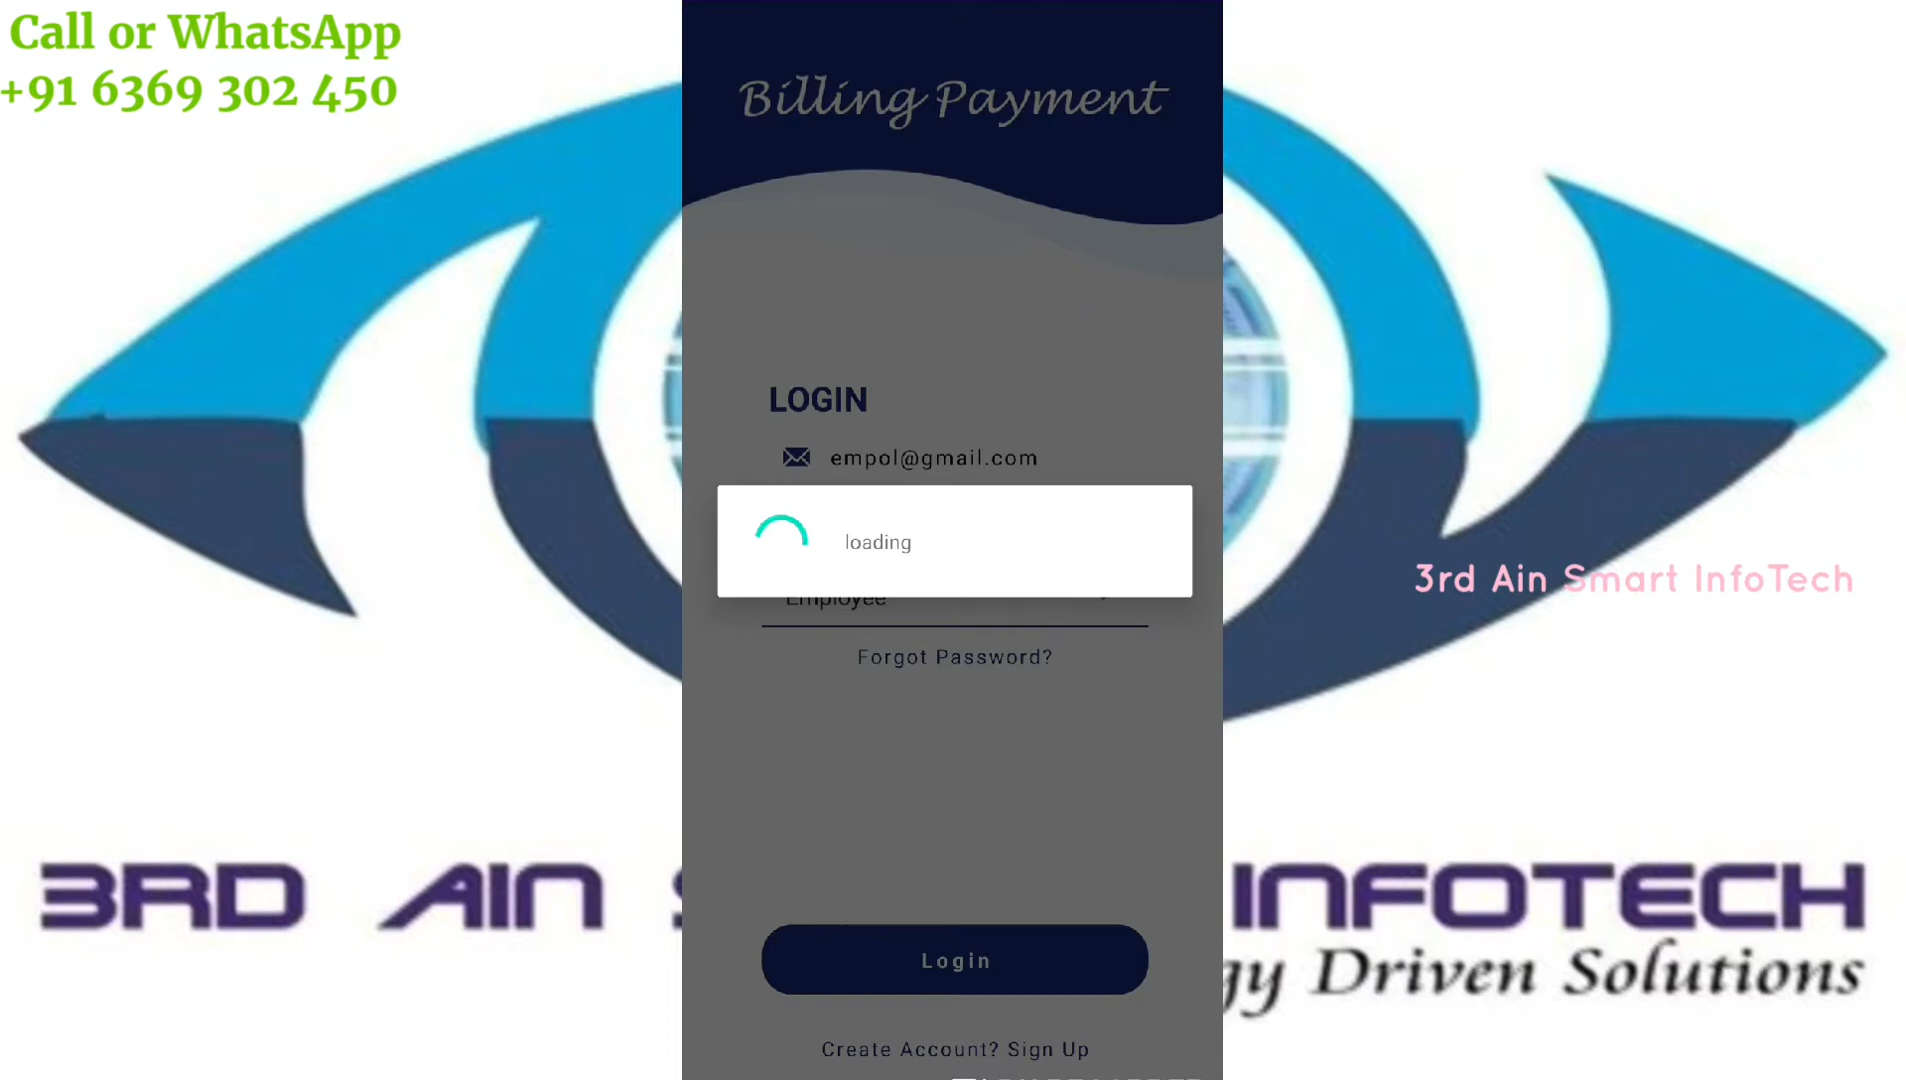 Call or WhatsApp
+91 6369 302 450
Billing Payment
LOGIN
empol@gmail.com
loading
Employee
Forgot Password?
3rd Ain Smart InfoTech
3RD AIN
INFOTECH
Driven Solutions
Login
Create Account? Sign Up